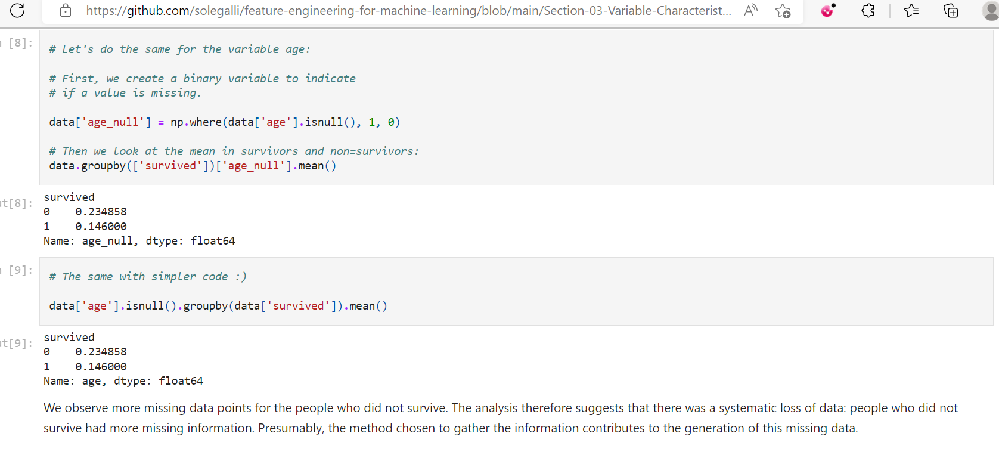 https://github.com/solegalli/feature-engineering-for-machine-learning/blob/main/Section-03-Variable-Characterist...
[8]:
# Let's do the same for the variable age:
# First, we create a binary variable to indicate
# if a value is missing.
data['age_null'] = np.where(data['age'].isnull(), 1, 0)
# Then we look at the mean in survivors and non=survivors:
data.groupby(['survived'])['age_null'].mean()
t[8]:
survived
0    0.234858
1    0.146000
Name: age_null, dtype: float64
[9]:
# The same with simpler code :)
data['age'].isnull().groupby(data['survived']).mean()
t[9]:
survived
0    0.234858
1    0.146000
Name: age, dtype: float64
We observe more missing data points for the people who did not survive. The analysis therefore suggests that there was a systematic loss of data: people who did not
survive had more missing information. Presumably, the method chosen to gather the information contributes to the generation of this missing data.